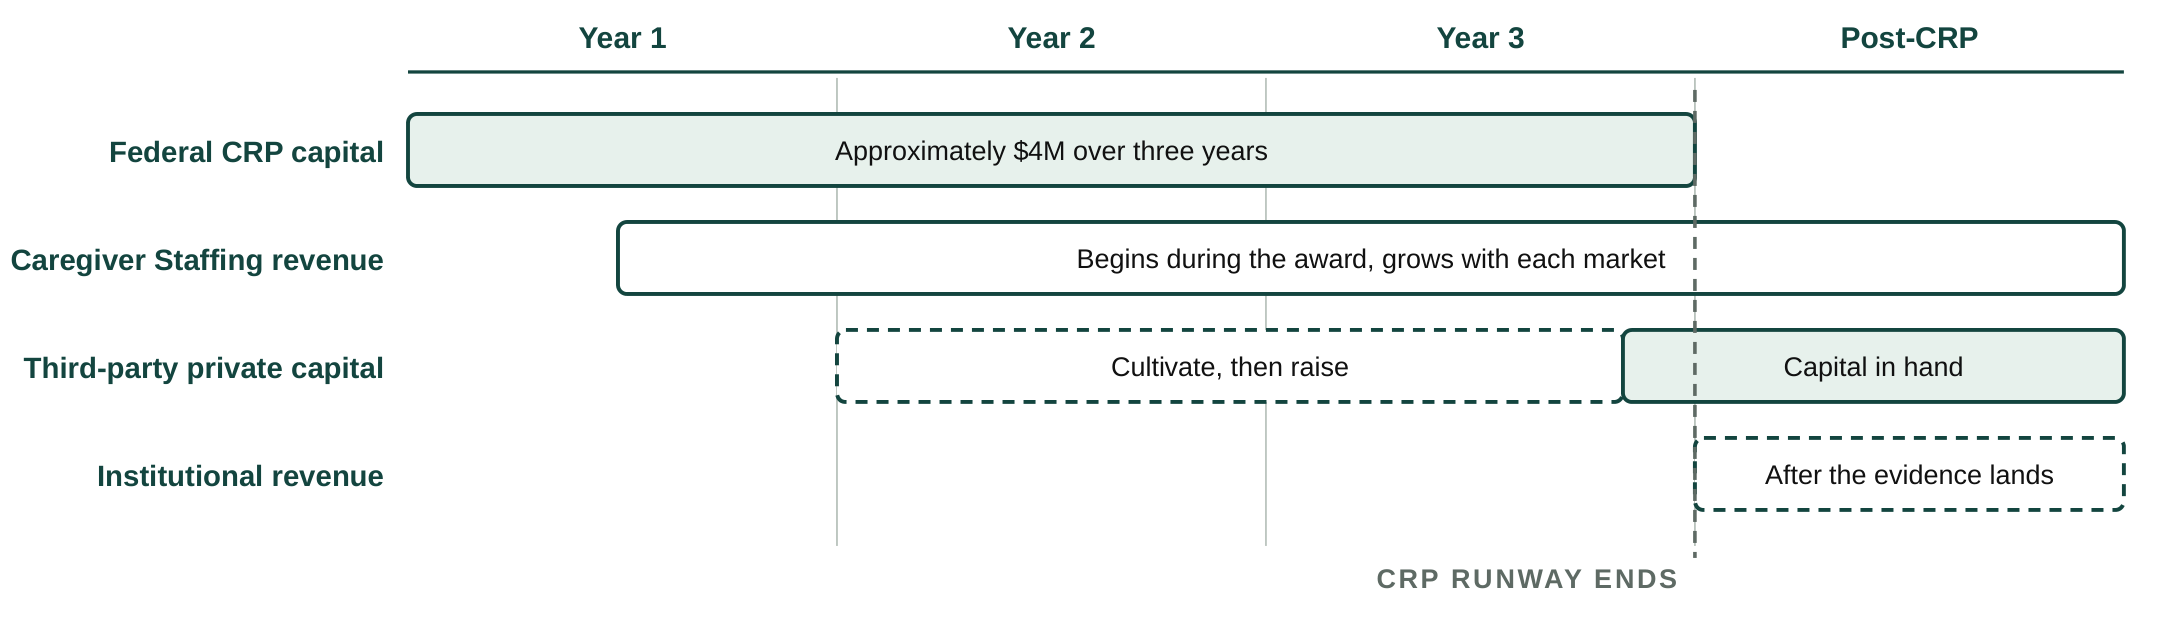 Year 1 Year 2 Year 3 Post-CRP
Federal CRP capital Approximately $4M over three years
Caregiver Staffing revenue Begins during the award, grows with each market
Third-party private capital Cultivate, then raise Capital in hand
Institutional revenue After the evidence lands
CRP RUNWAY ENDS